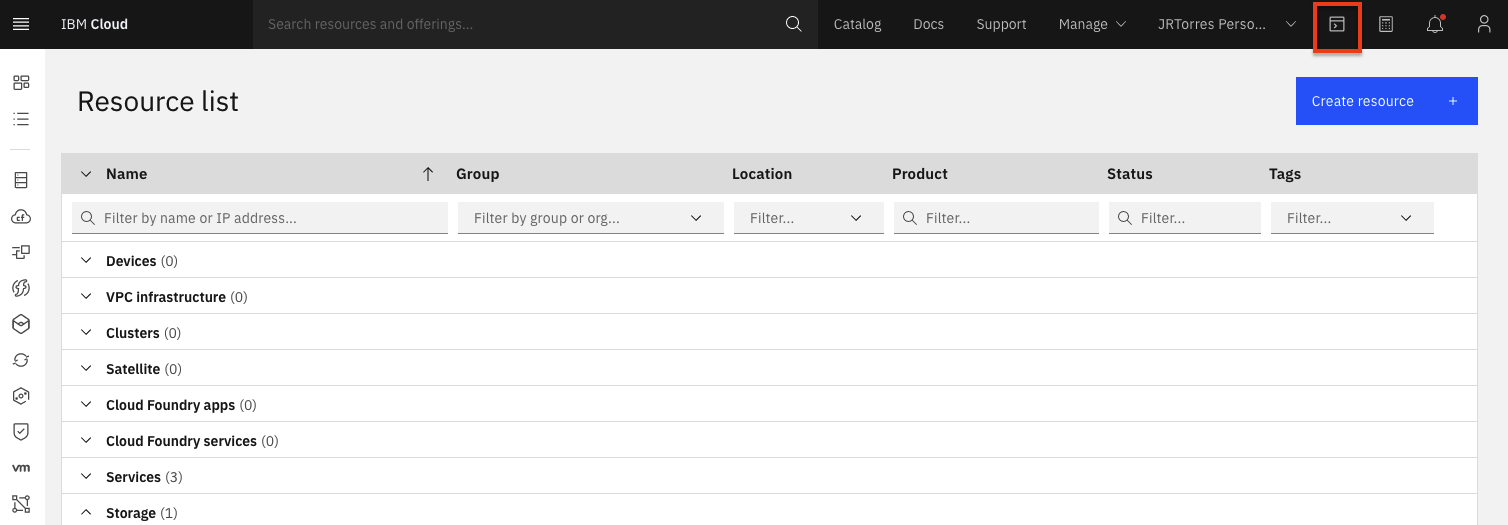 IBM Cloud Search resources and offerings... Catalog Docs Support Manage JRTorres Perso...
Resource list
Create resource +
Name Group Location Product Status Tags
Filter by name or IP address... Filter by group or org... Filter... Filter... Filter... Filter...
Devices (0)
VPC infrastructure (0)
Clusters (0)
Satellite (0)
cf
Cloud Foundry apps (0)
Cloud Foundry services (0)
vm
Services (3)
Storage (1)